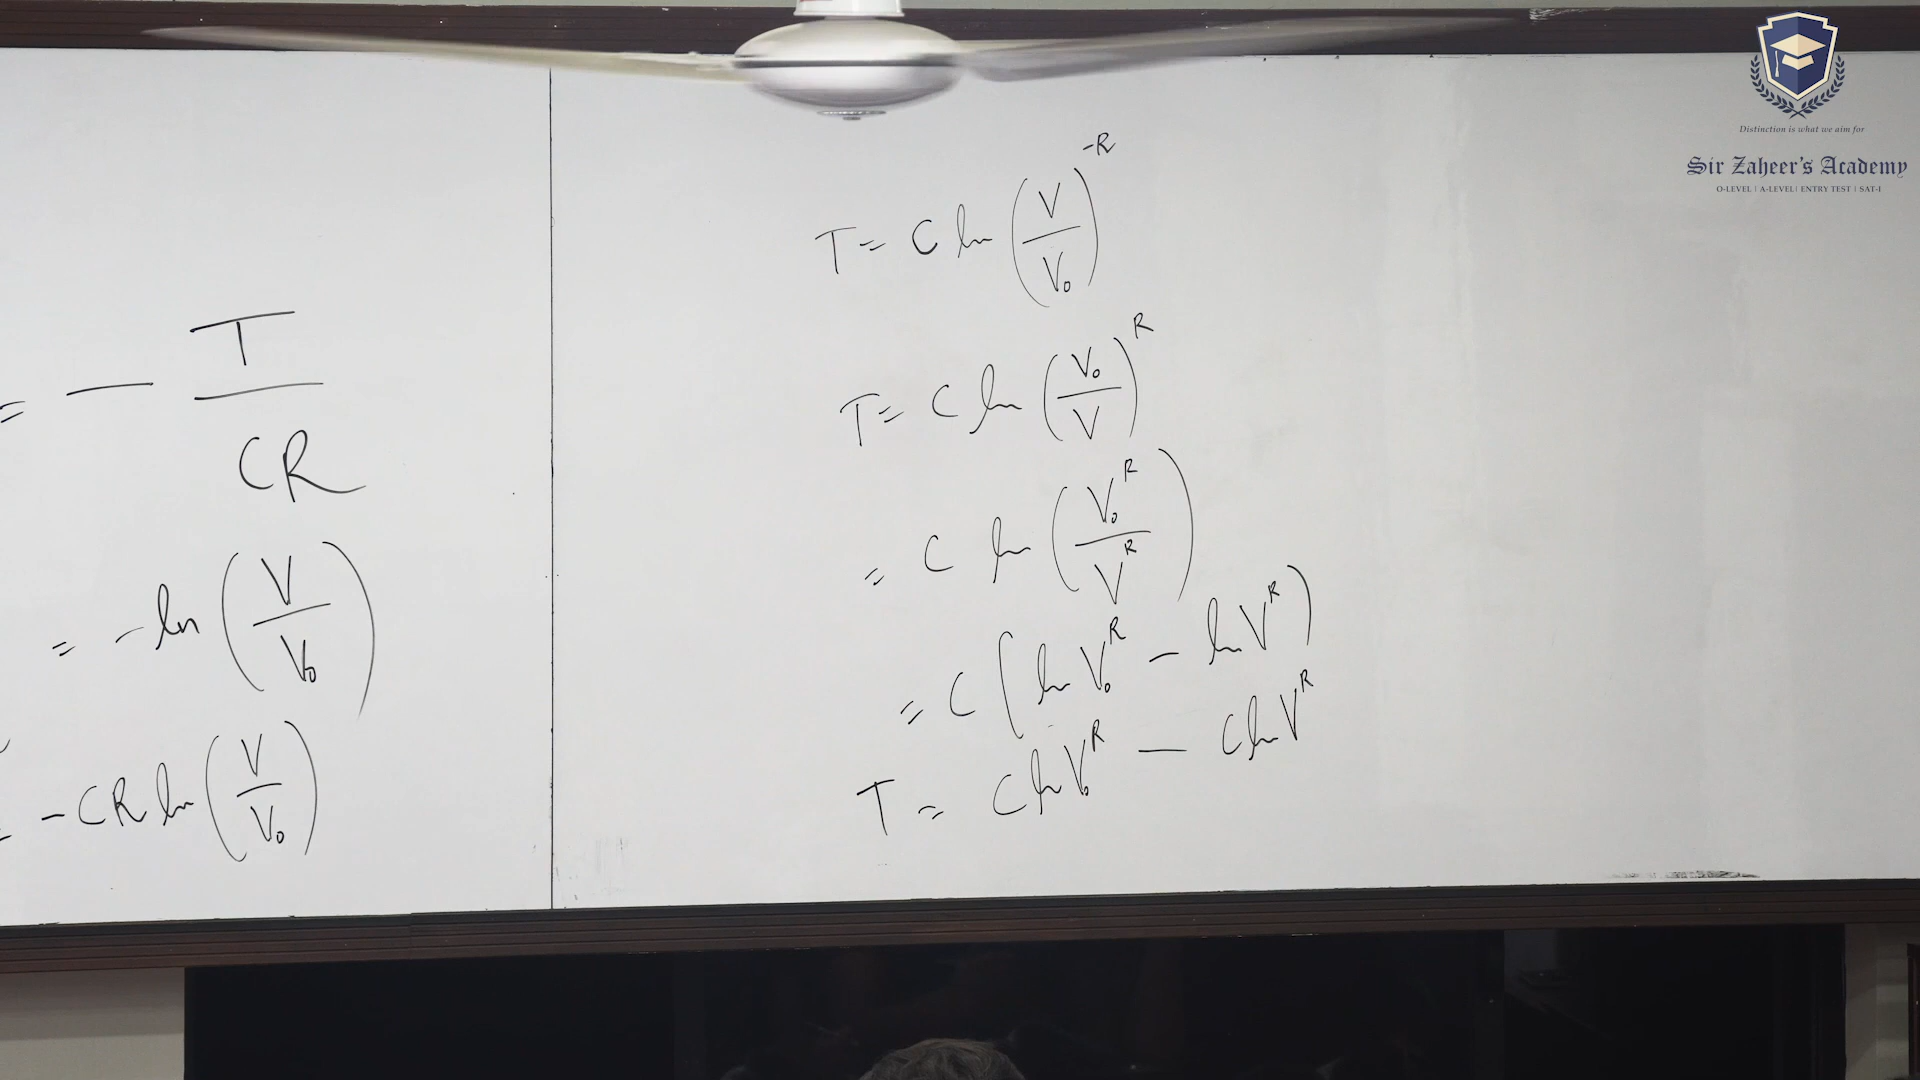 = - T / CR
= -ln (V / V₀)
-CR ln (V / V₀)
T = C ln (V / V₀)^-R
T = C ln (V₀ / V)^R
= C ln (V₀^R / V^R)
= C (ln V₀^R - ln V^R)
T = C ln V₀^R - C ln V^R
Distinction is what we aim for
Sir Zaheer's Academy
O-LEVEL | A-LEVEL | ENTRY TEST | SAT-I